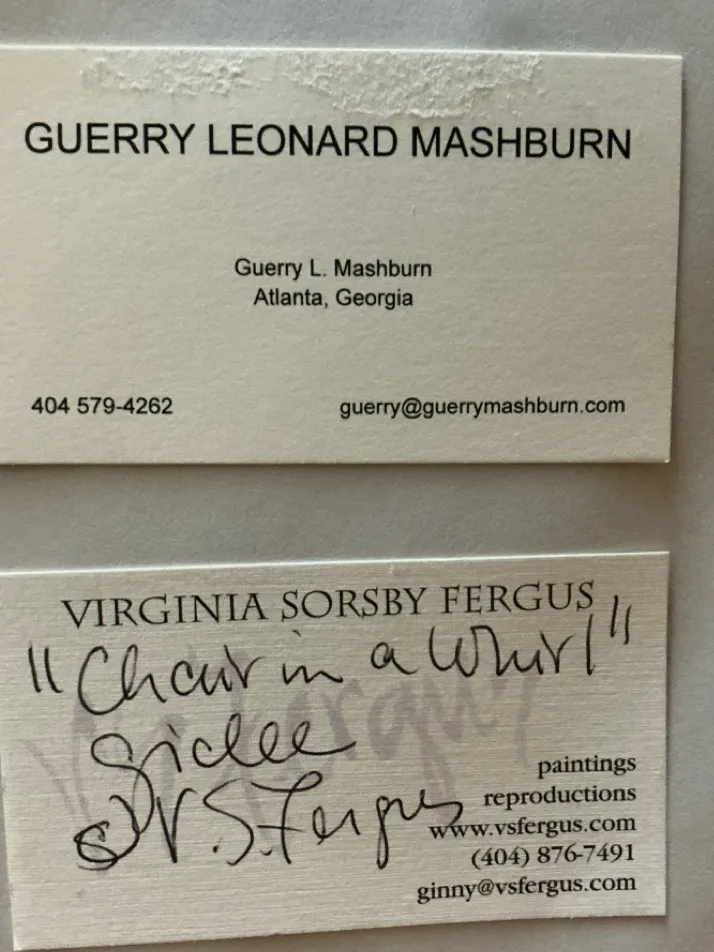 GUERRY LEONARD MASHBURN
Guerry L. Mashburn
Atlanta, Georgia
404 579-4262
guerry@guerrymashburn.com
VIRGINIA SORSBY FERGUS
"Chair in a Whirl"
Giclee
V.S.Fergus
paintings
reproductions
www.vsfergus.com
(404) 876-7491
ginny@vsfergus.com